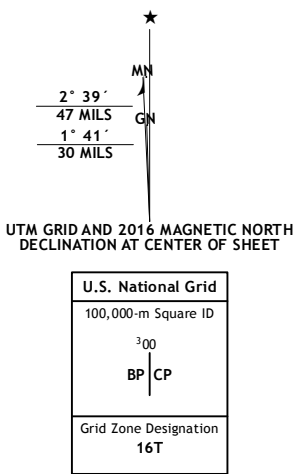 ★
MN
2° 39´
47 MILS
GN
1° 41´
30 MILS
UTM GRID AND 2016 MAGNETIC NORTH
DECLINATION AT CENTER OF SHEET
U.S. National Grid
100,000-m Square ID
³00
BP CP
Grid Zone Designation
16T